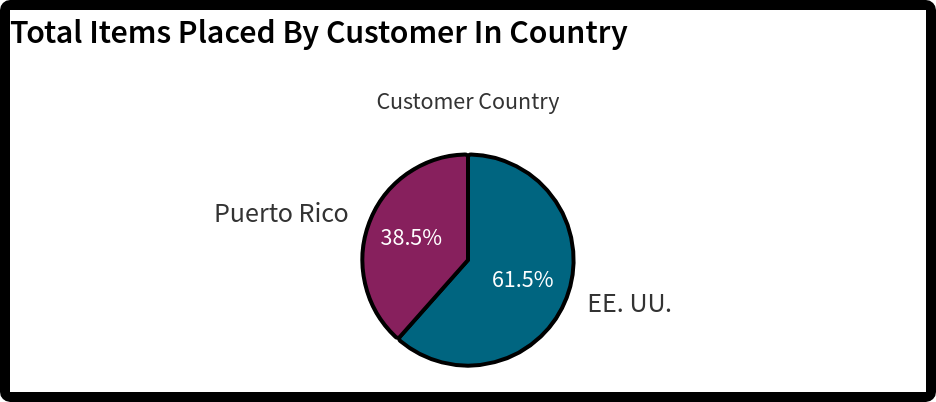 Total Items Placed By Customer In Country
Customer Country
Puerto Rico
38.5%
61.5%
EE. UU.